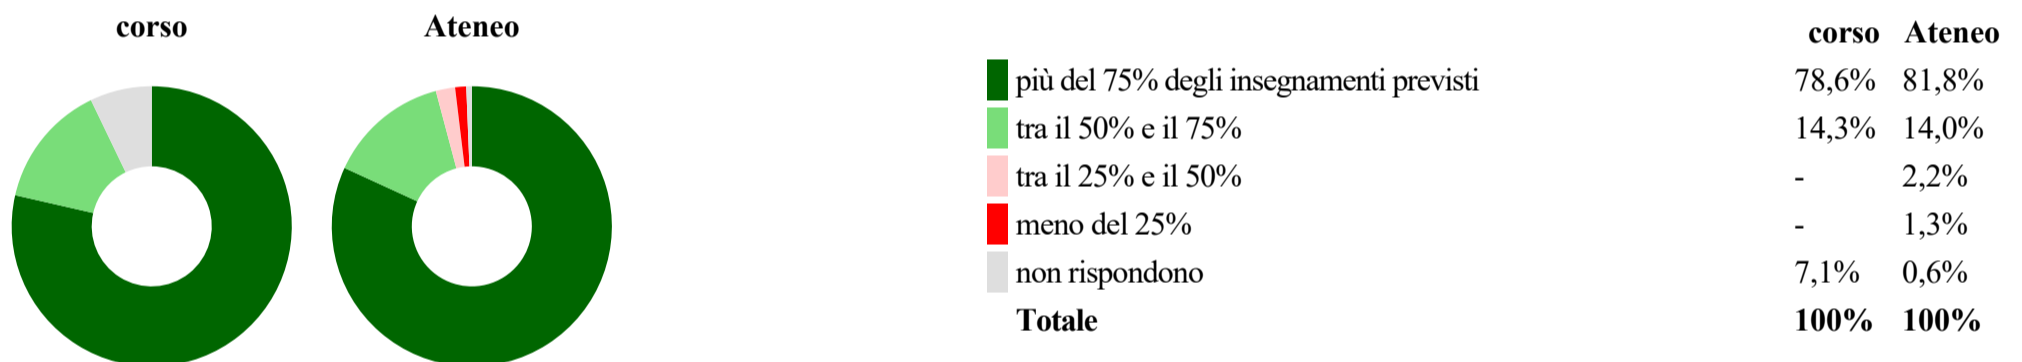 corso Ateneo
corso Ateneo
più del 75% degli insegnamenti previsti 78,6% 81,8%
tra il 50% e il 75% 14,3% 14,0%
tra il 25% e il 50% - 2,2%
meno del 25% - 1,3%
non rispondono 7,1% 0,6%
Totale 100% 100%